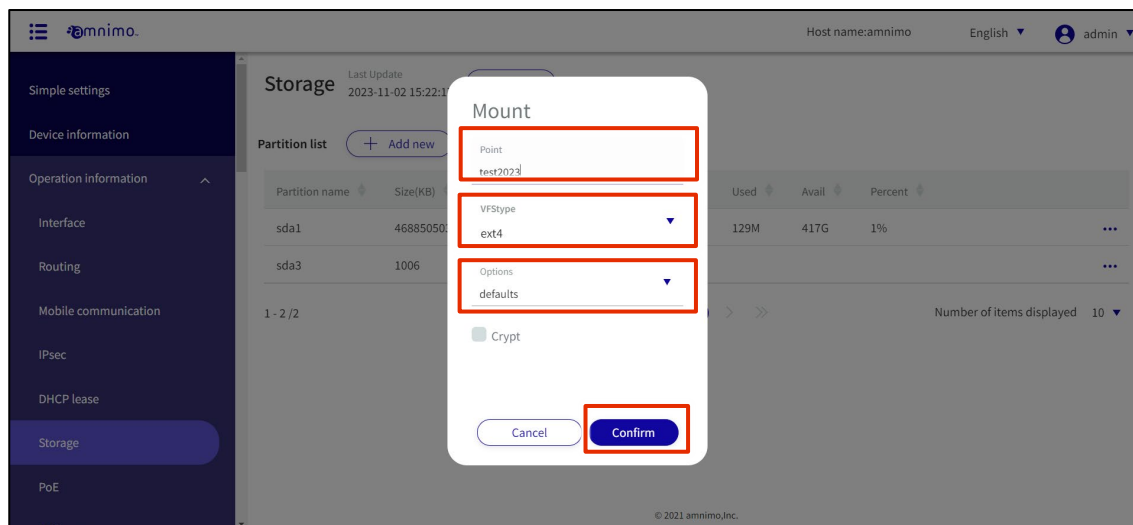 amnimo.
Host name:amnimo English admin
Simple settings
Device information
Operation information
Interface
Routing
Mobile communication
IPsec
DHCP lease
Storage
PoE
Storage Last Update
2023-11-02 15:22:1
Partition list + Add new
Partition name Size(KB) Used Avail Percent
sda1 46885050 129M 417G 1% •••
sda3 1006 •••
1 - 2 /2 Number of items displayed 10
Mount
Point
test2023
VFStype
ext4
Options
defaults
Crypt
Cancel Confirm
© 2021 amnimo,Inc.